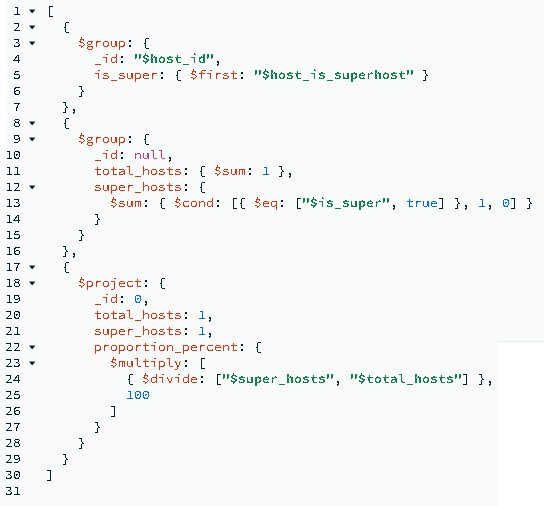 1 ▾ [
2 ▾   {
3 ▾     $group: {
4         _id: "$host_id",
5         is_super: { $first: "$host_is_superhost" }
6       }
7     },
8 ▾   {
9 ▾     $group: {
10        _id: null,
11        total_hosts: { $sum: 1 },
12 ▾      super_hosts: {
13          $sum: { $cond: [{ $eq: ["$is_super", true] }, 1, 0] }
14        }
15      }
16    },
17 ▾  {
18 ▾    $project: {
19        _id: 0,
20        total_hosts: 1,
21        super_hosts: 1,
22 ▾      proportion_percent: {
23 ▾        $multiply: [
24            { $divide: ["$super_hosts", "$total_hosts"] },
25            100
26          ]
27        }
28      }
29    }
30  ]
31